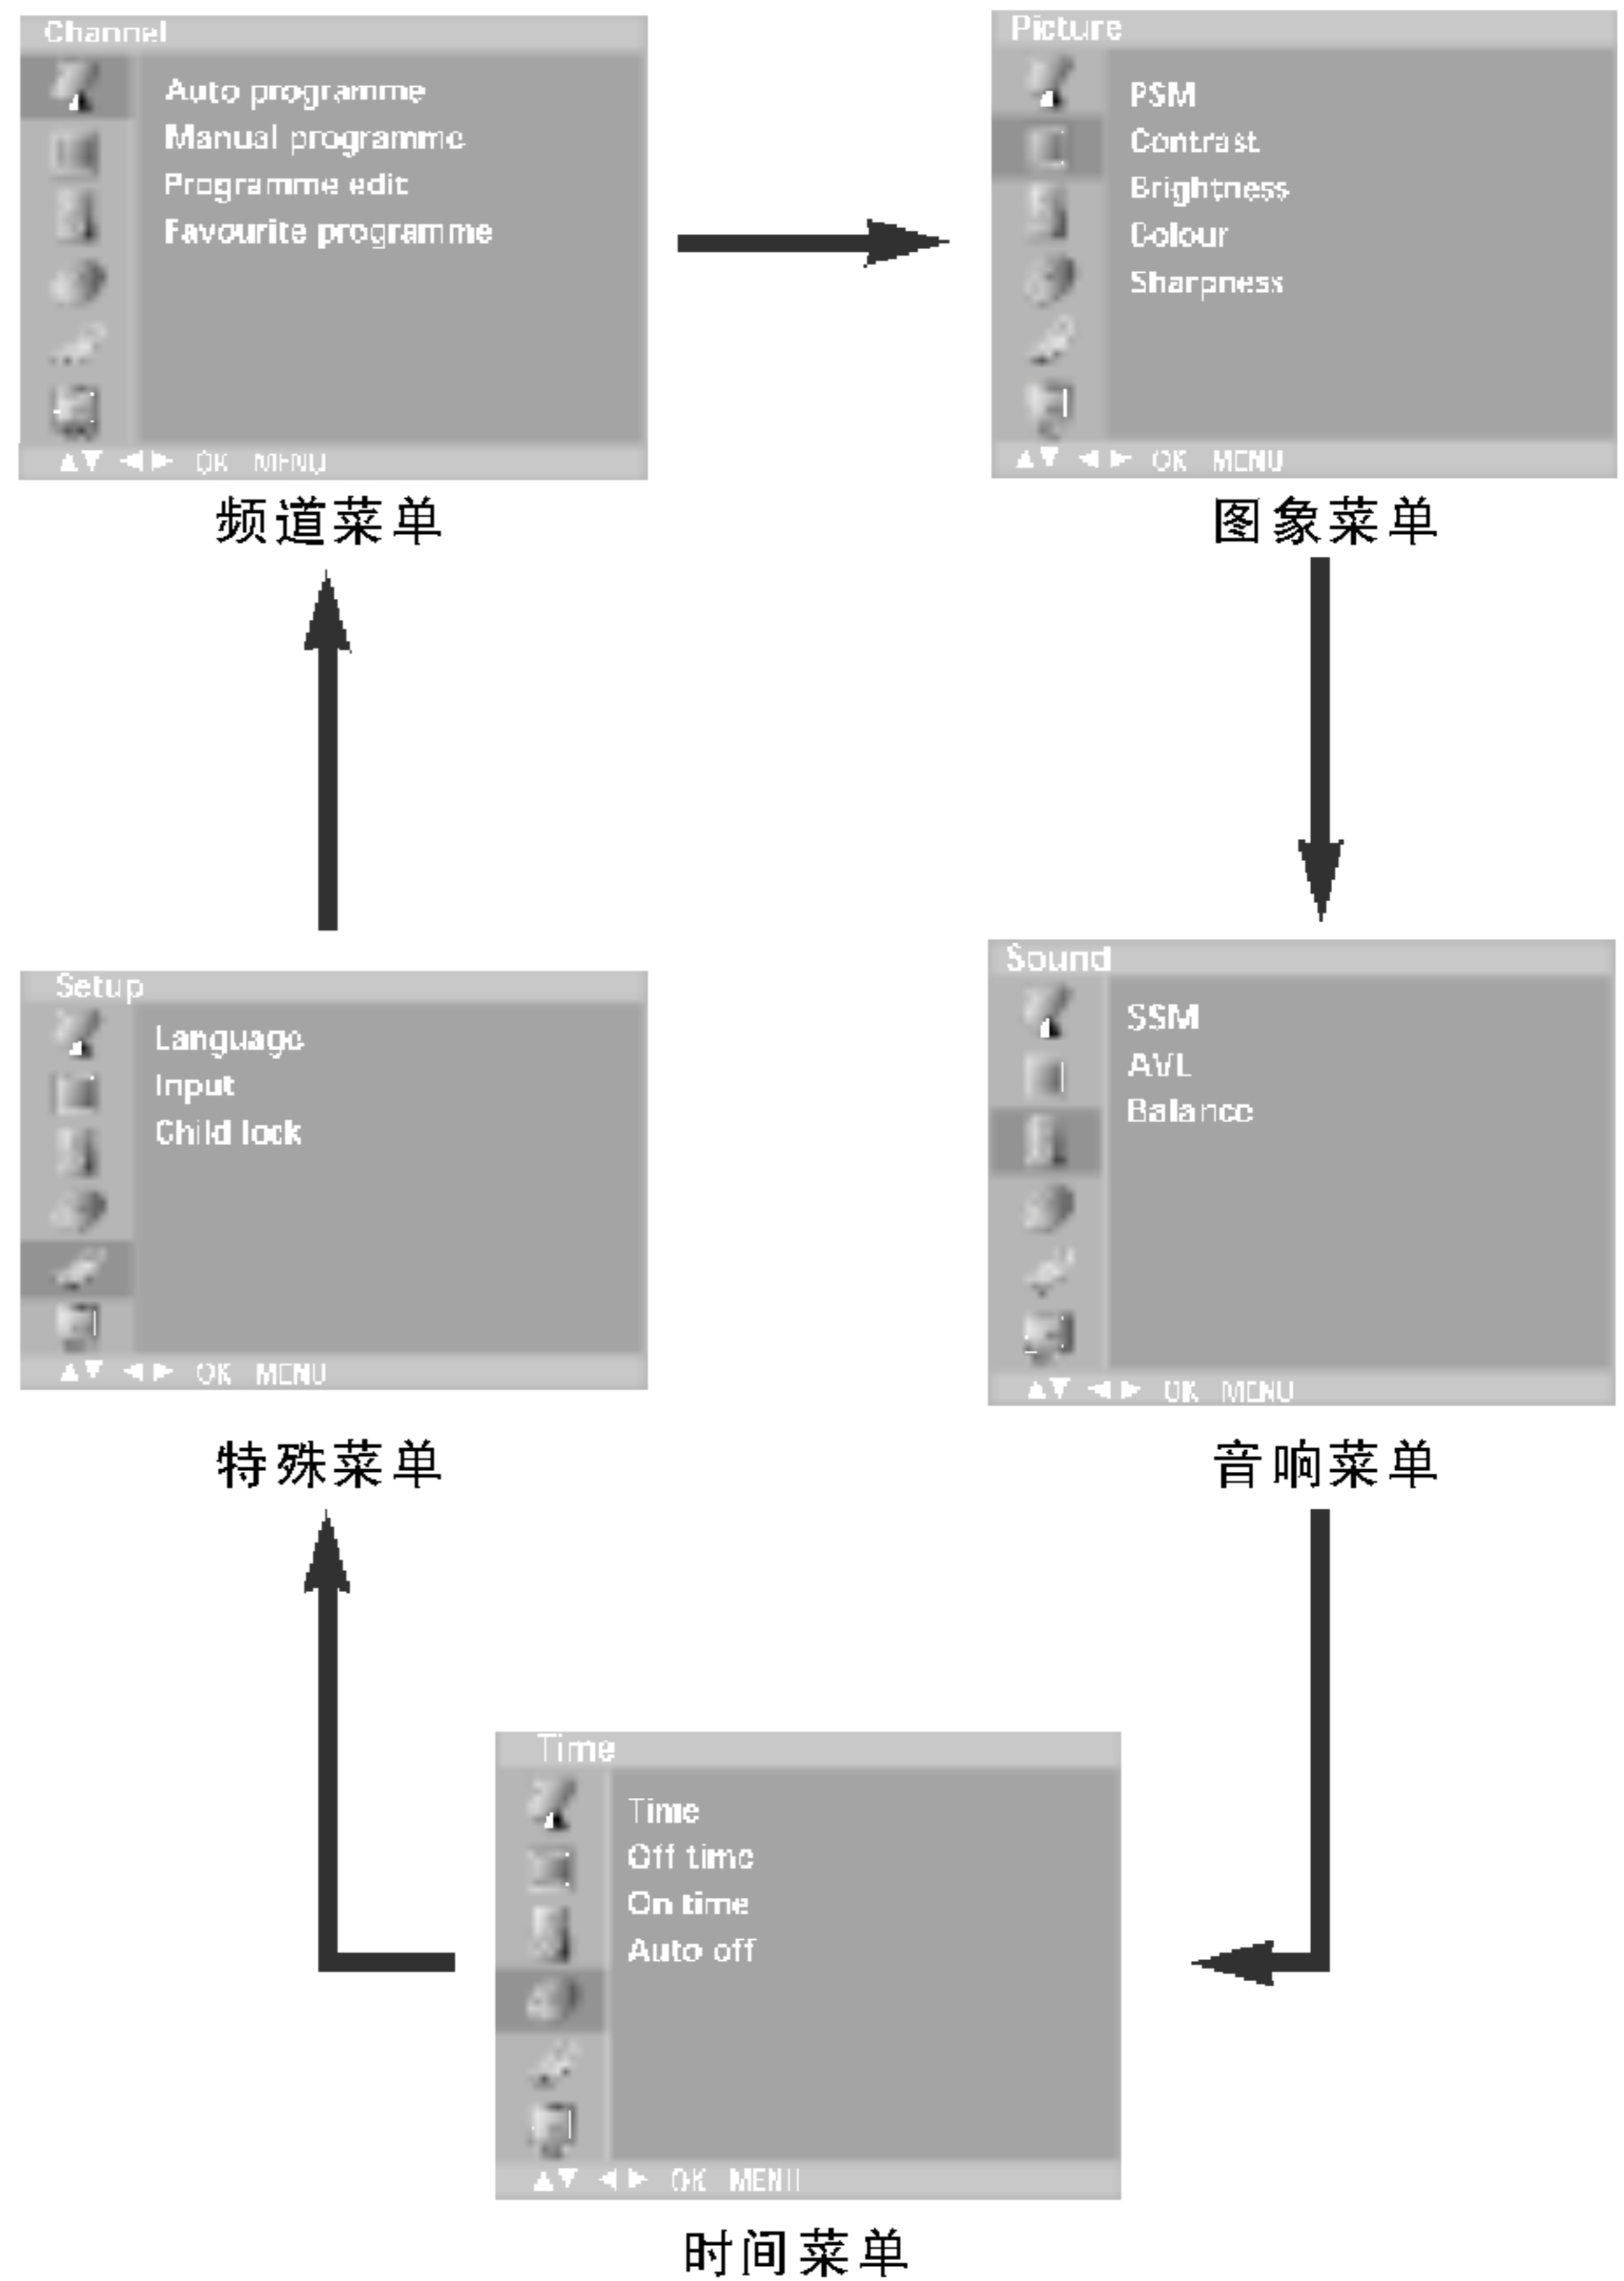 Channel
Auto programme
Manual programme
Programme edit
Favourite programme
▲▼ ◀▶ OK MENU
频道菜单
Picture
PSM
Contrast
Brightness
Colour
Sharpness
▲▼ ◀▶ OK MENU
图象菜单
Setup
Language
Input
Child lock
▲▼ ◀▶ OK MENU
特殊菜单
Sound
SSM
AVL
Balance
▲▼ ◀▶ OK MENU
音响菜单
Time
Time
Off time
On time
Auto off
▲▼ ◀▶ OK MENU
时间菜单